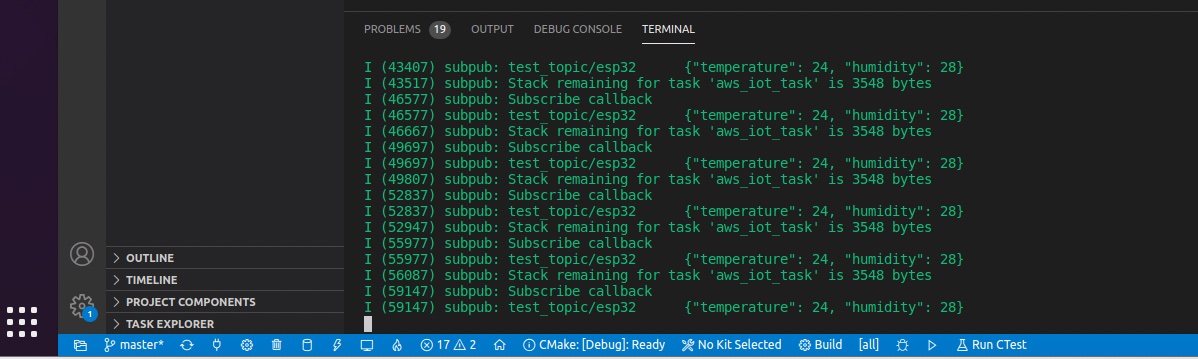 PROBLEMS 19 OUTPUT DEBUG CONSOLE TERMINAL
I (43407) subpub: test_topic/esp32      {"temperature": 24, "humidity": 28}
I (43517) subpub: Stack remaining for task 'aws_iot_task' is 3548 bytes
I (46577) subpub: Subscribe callback
I (46577) subpub: test_topic/esp32      {"temperature": 24, "humidity": 28}
I (46667) subpub: Stack remaining for task 'aws_iot_task' is 3548 bytes
I (49697) subpub: Subscribe callback
I (49697) subpub: test_topic/esp32      {"temperature": 24, "humidity": 28}
I (49807) subpub: Stack remaining for task 'aws_iot_task' is 3548 bytes
I (52837) subpub: Subscribe callback
I (52837) subpub: test_topic/esp32      {"temperature": 24, "humidity": 28}
I (52947) subpub: Stack remaining for task 'aws_iot_task' is 3548 bytes
I (55977) subpub: Subscribe callback
I (55977) subpub: test_topic/esp32      {"temperature": 24, "humidity": 28}
I (56087) subpub: Stack remaining for task 'aws_iot_task' is 3548 bytes
I (59147) subpub: Subscribe callback
I (59147) subpub: test_topic/esp32      {"temperature": 24, "humidity": 28}
OUTLINE
TIMELINE
PROJECT COMPONENTS
TASK EXPLORER
1
master* 17 2 CMake: [Debug]: Ready No Kit Selected Build [all] Run CTest